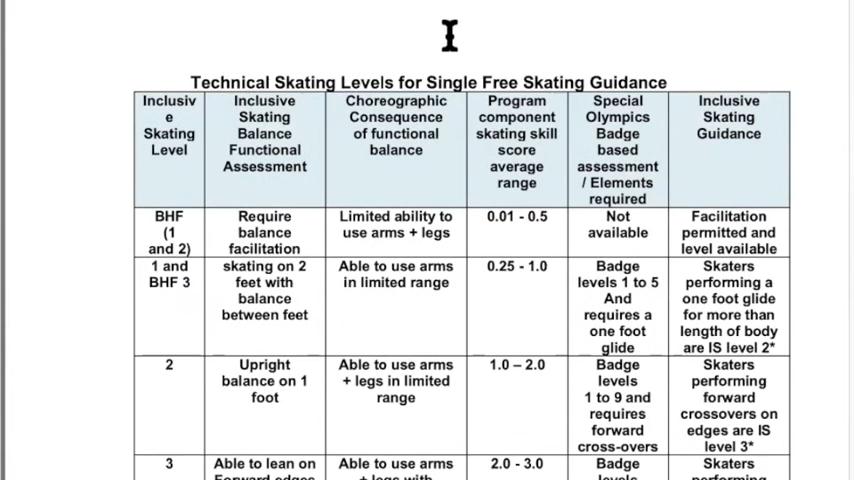 Technical Skating Levels for Single Free Skating Guidance
Inclusiv
e
Skating
Level
Inclusive
Skating
Balance
Functional
Assessment
Choreographic
Consequence
of functional
balance
Program
component
skating skill
score
average
range
Special
Olympics
Badge
based
assessment
/ Elements
required
Inclusive
Skating
Guidance
BHF
(1
and 2)
Require
balance
facilitation
Limited ability to
use arms + legs
0.01 - 0.5
Not
available
Facilitation
permitted and
level available
1 and
BHF 3
skating on 2
feet with
balance
between feet
Able to use arms
in limited range
0.25 - 1.0
Badge
levels 1 to 5
And
requires a
one foot
glide
Skaters
performing a
one foot glide
for more than
length of body
are IS level 2*
2
Upright
balance on 1
foot
Able to use arms
+ legs in limited
range
1.0 – 2.0
Badge
levels
1 to 9 and
requires
forward
cross-overs
Skaters
performing
forward
crossovers on
edges are IS
level 3*
3
Able to lean on
Forward edges
Able to use arms
+ legs with
2.0 - 3.0
Badge
levels
Skaters
performing